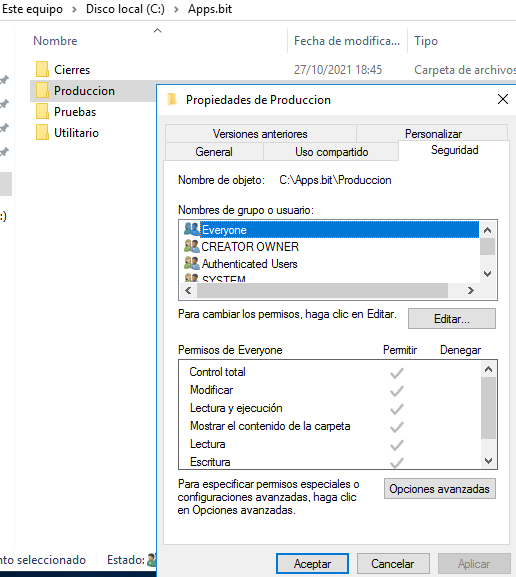 Este equipo > Disco local (C:) > Apps.bit
Nombre Fecha de modifica... Tipo
Cierres 27/10/2021 18:45 Carpeta de archivos
Produccion
Pruebas
Utilitario
:)
Propiedades de Produccion
Versiones anteriores Personalizar
General Uso compartido Seguridad
Nombre de objeto: C:\Apps.bit\Produccion
Nombres de grupo o usuario:
Everyone
CREATOR OWNER
Authenticated Users
SYSTEM
Para cambiar los permisos, haga clic en Editar. Editar...
Permisos de Everyone Permitir Denegar
Control total
Modificar
Lectura y ejecución
Mostrar el contenido de la carpeta
Lectura
Escritura
Para especificar permisos especiales o
configuraciones avanzadas, haga clic
en Opciones avanzadas.
Opciones avanzadas
nto seleccionado Estado:
Aceptar Cancelar Aplicar